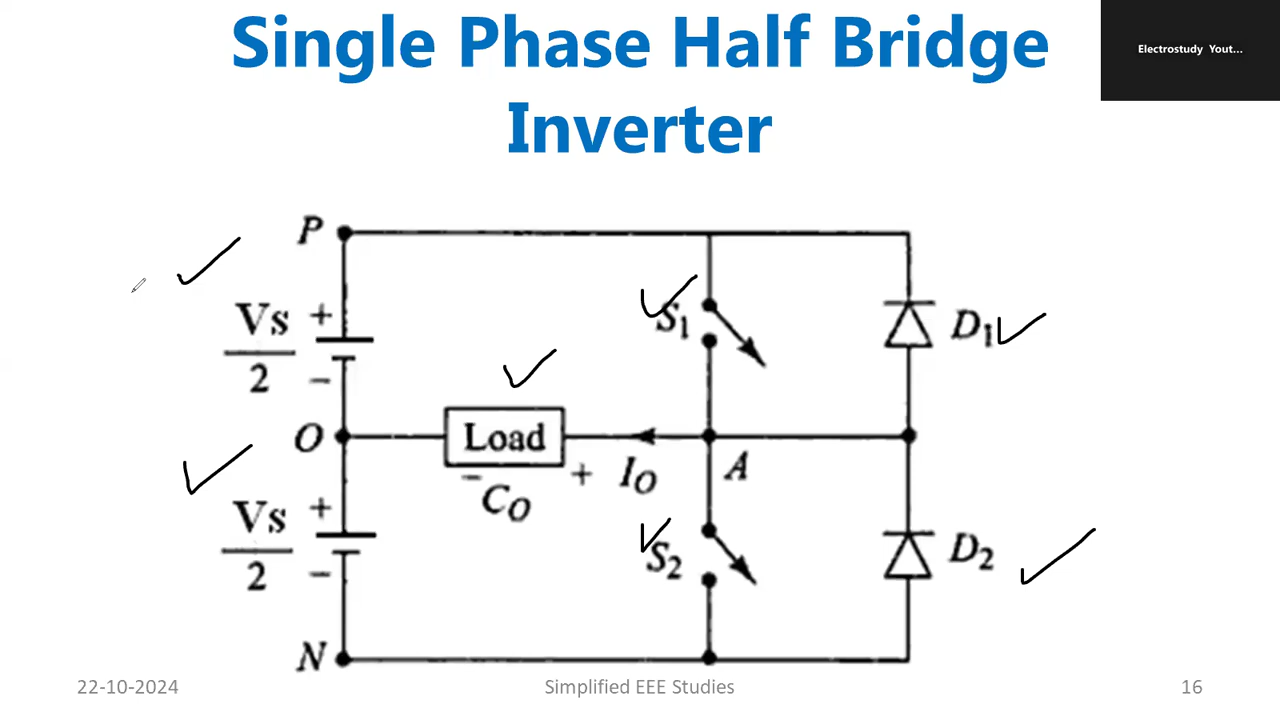 Single Phase Half Bridge
Inverter
Electrostudy Yout...
P
Vs +
2 −
S1
D1
O
Load
− + IO
CO
A
Vs +
2 −
S2
D2
N
22-10-2024
Simplified EEE Studies
16